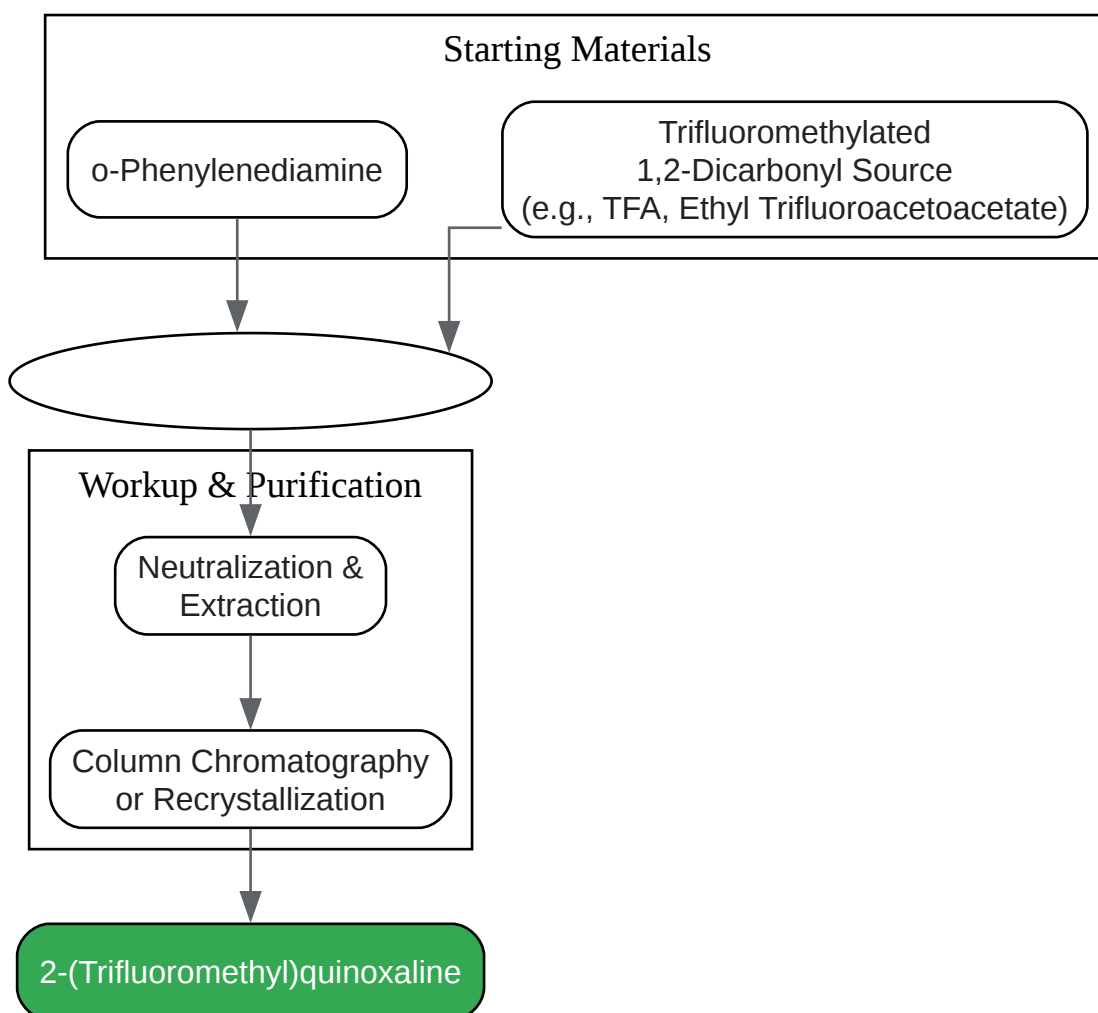 Starting Materials
o-Phenylenediamine
Trifluoromethylated
1,2-Dicarbonyl Source
(e.g., TFA, Ethyl Trifluoroacetoacetate)
Workup & Purification
Neutralization &
Extraction
Column Chromatography
or Recrystallization
2-(Trifluoromethyl)quinoxaline